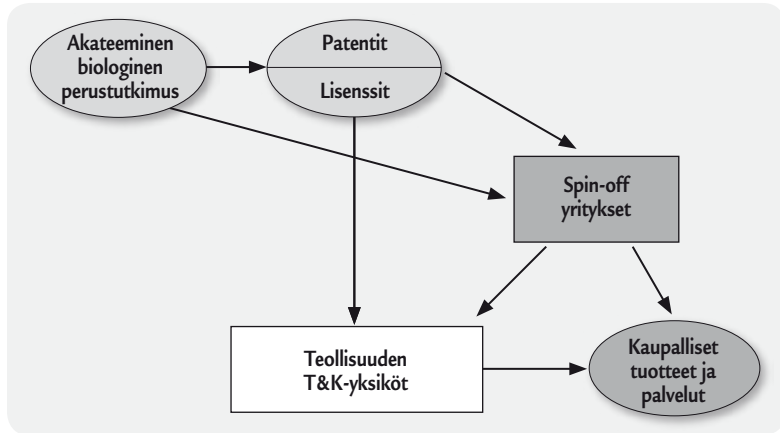 Akateeminen
biologinen
perustutkimus
Patentit
Lisenssit
Spin-off
yritykset
Teollisuuden
T&K-yksiköt
Kaupalliset
tuotteet ja
palvelut